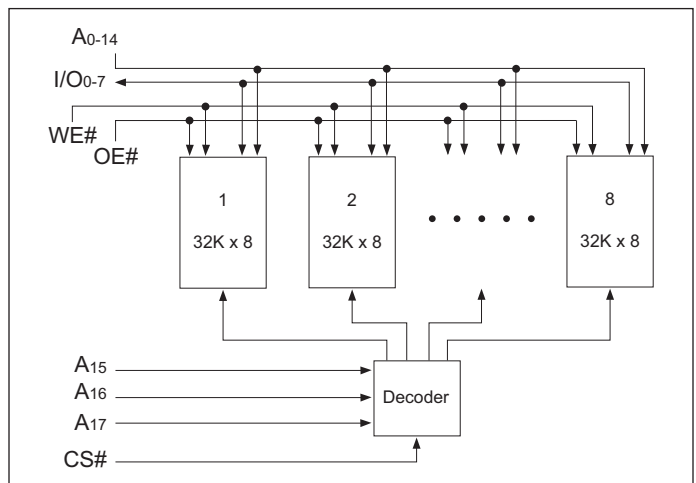 A0-14
I/O0-7
WE#
OE#
1
32K x 8
2
32K x 8
8
32K x 8
A15
A16
A17
CS#
Decoder